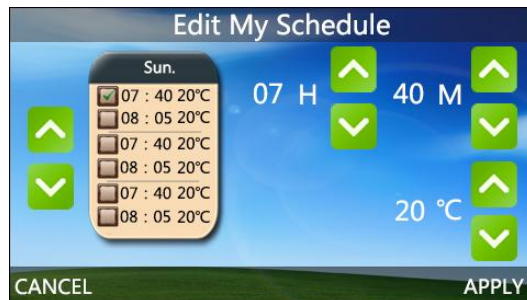 Edit My Schedule
Sun.
07 : 40 20℃
08 : 05 20℃
07 : 40 20℃
08 : 05 20℃
07 : 40 20℃
08 : 05 20℃
07 H
40 M
20 ℃
CANCEL
APPLY